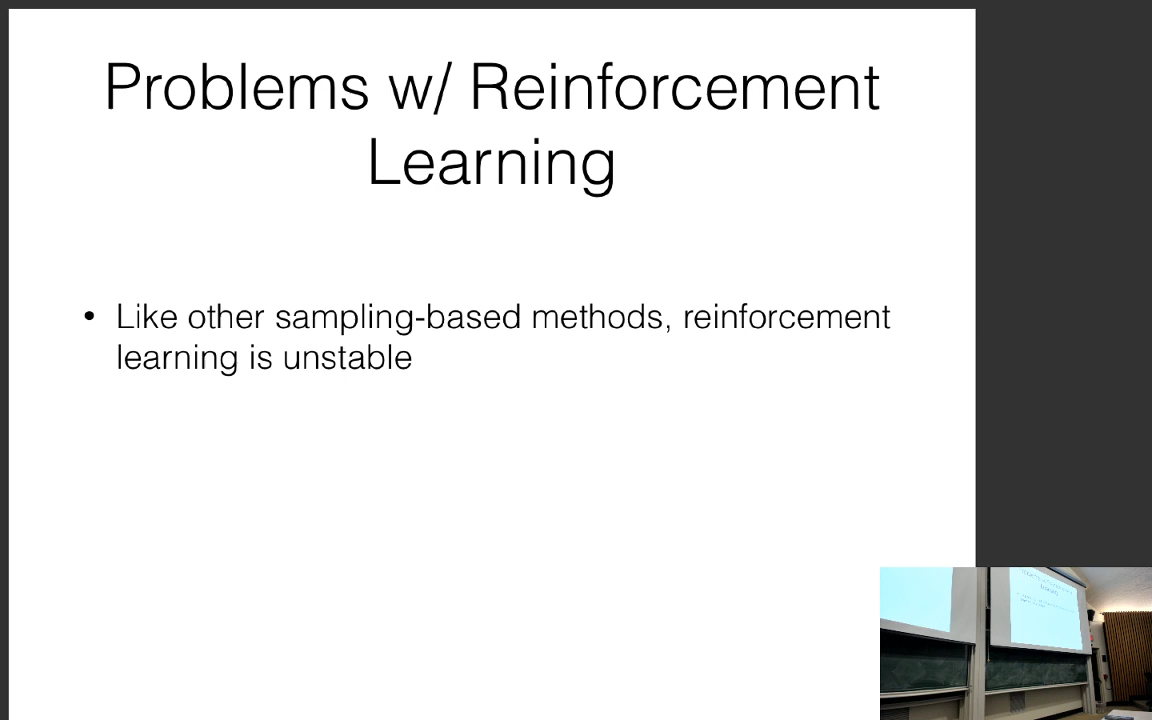 Problems w/ Reinforcement
Learning
• Like other sampling-based methods, reinforcement
learning is unstable